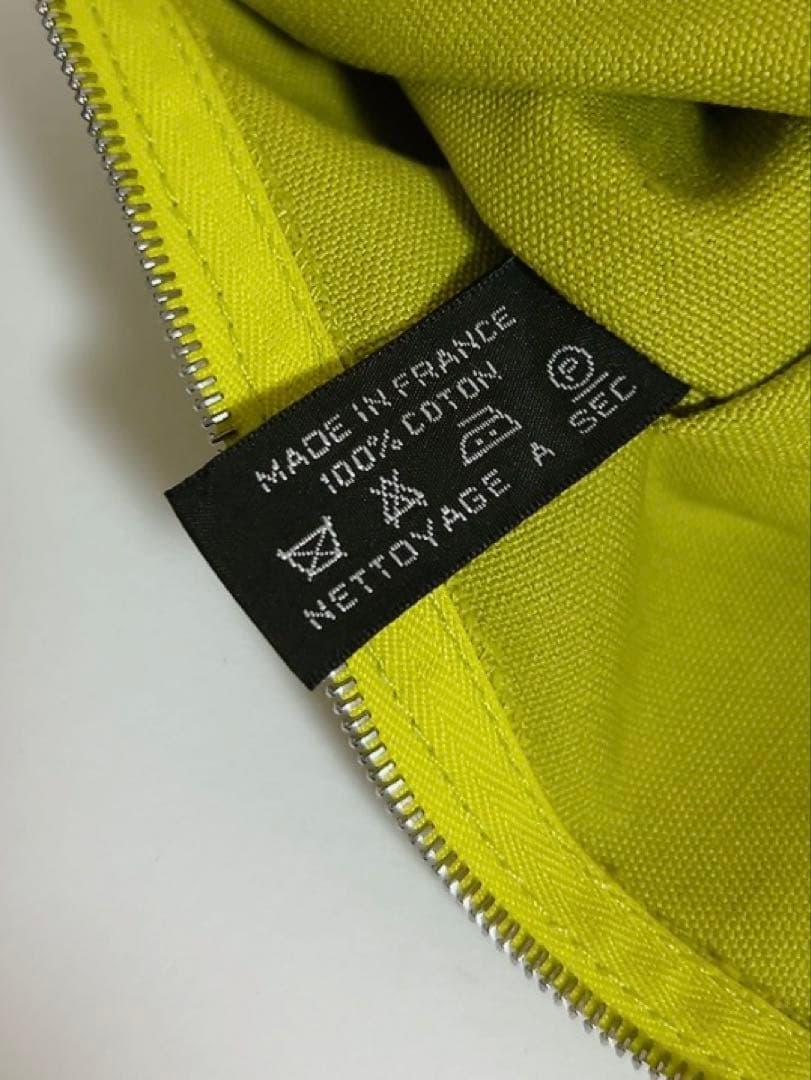 MADE IN FRANCE
100% COTON
P
NETTOYAGE A SEC